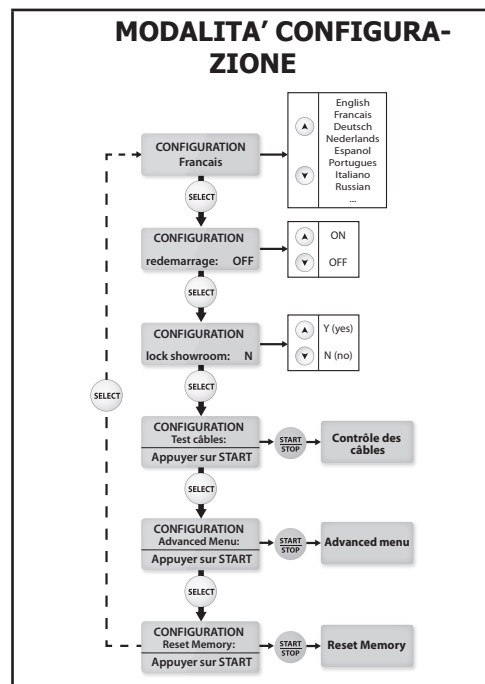 MODALITA’ CONFIGURA-
ZIONE
CONFIGURATION
Francais
English
Francais
Deutsch
Nederlands
Espanol
Portugues
Italiano
Russian
...
SELECT
CONFIGURATION
redemarrage: OFF
ON
OFF
SELECT
CONFIGURATION
lock showroom: N
Y (yes)
N (no)
SELECT
SELECT
CONFIGURATION
Test câbles:
Appuyer sur START
START
STOP
Contrôle des
câbles
SELECT
CONFIGURATION
Advanced Menu:
Appuyer sur START
START
STOP
Advanced menu
SELECT
CONFIGURATION
Reset Memory:
Appuyer sur START
START
STOP
Reset Memory